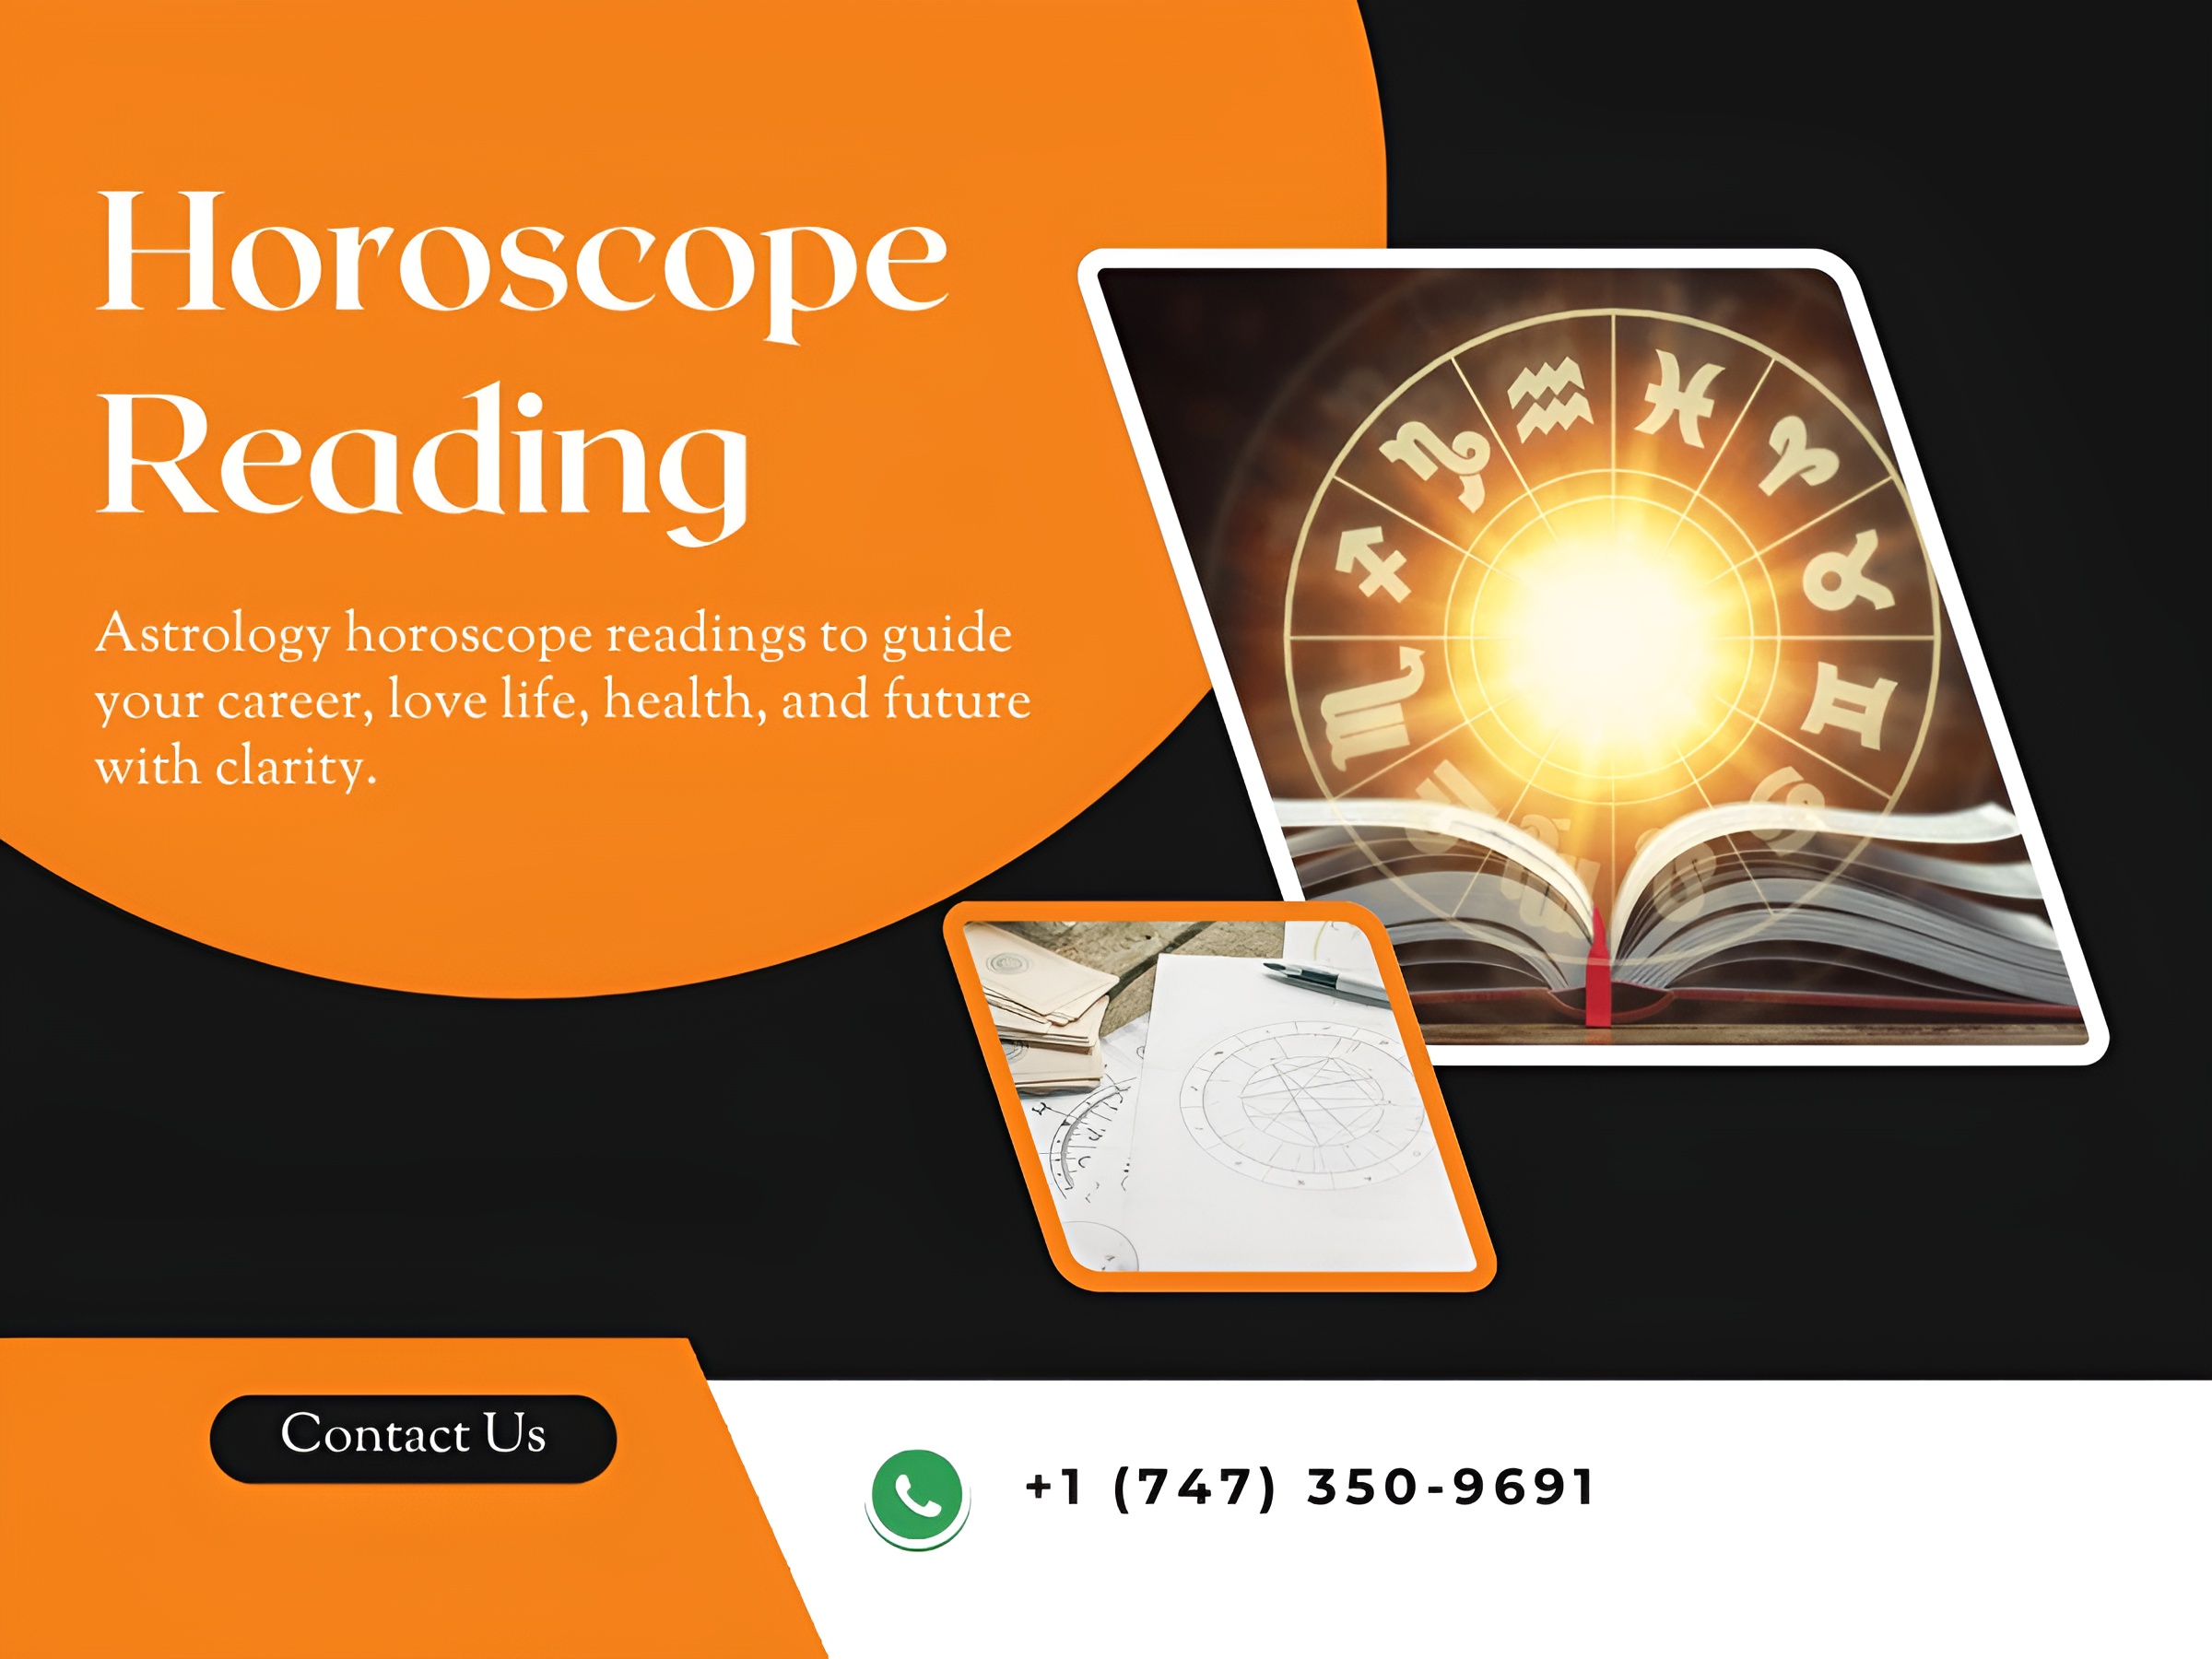 Horoscope
Reading
Astrology horoscope readings to guide
your career, love life, health, and future
with clarity.
Contact Us
+1 (747) 350-9691